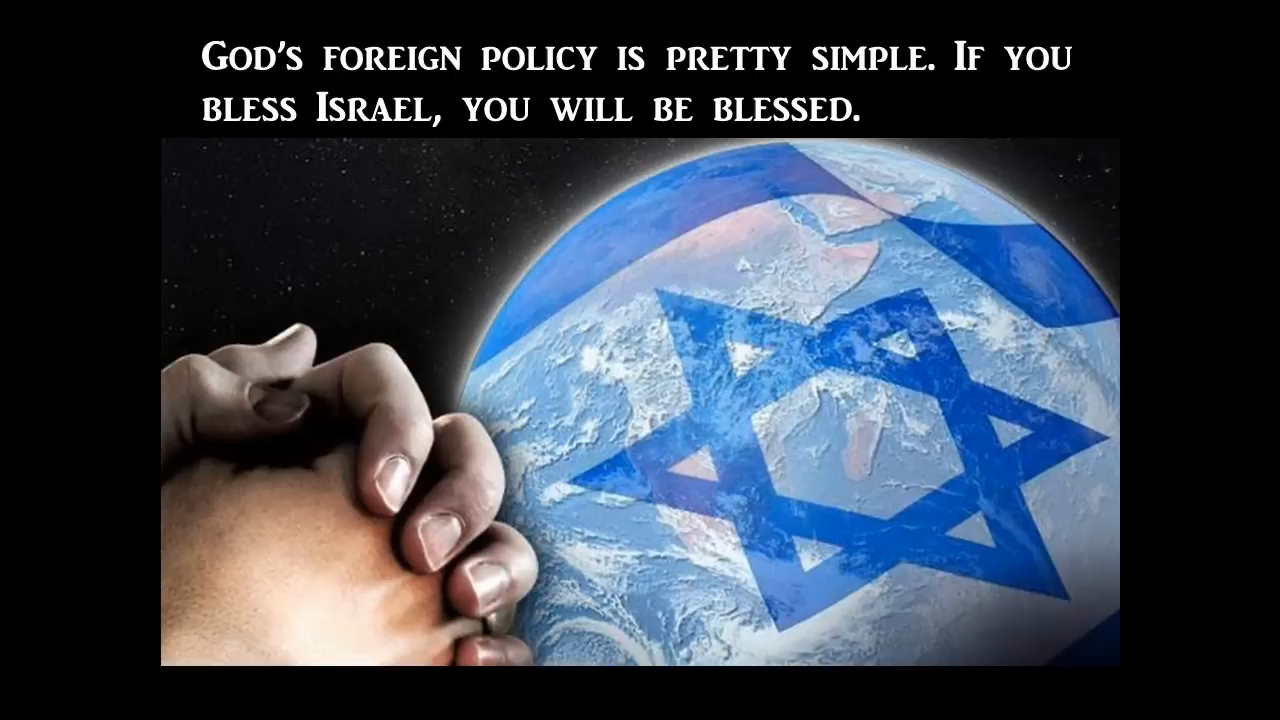 God's foreign policy is pretty simple. If you
bless Israel, you will be blessed.